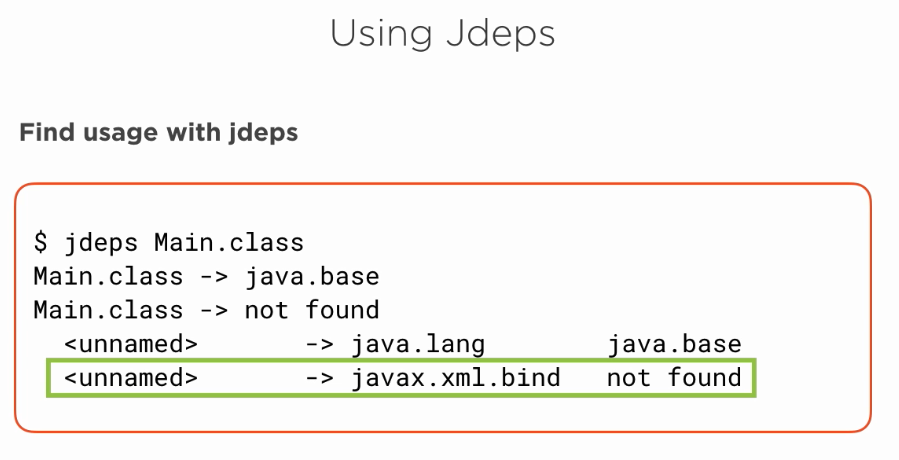 Using Jdeps
Find usage with jdeps
$ jdeps Main.class
Main.class -> java.base
Main.class -> not found
<unnamed> -> java.lang java.base
<unnamed> -> javax.xml.bind not found